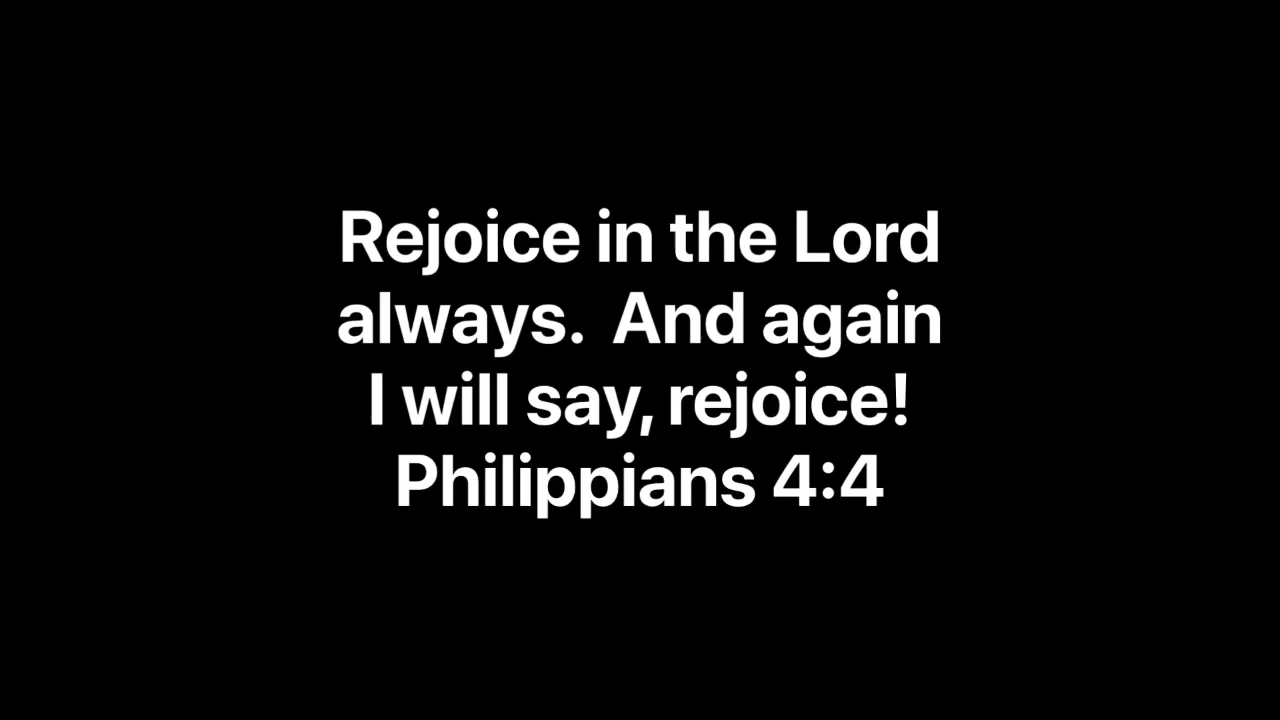 Rejoice in the Lord
always.  And again
I will say, rejoice!
Philippians 4:4